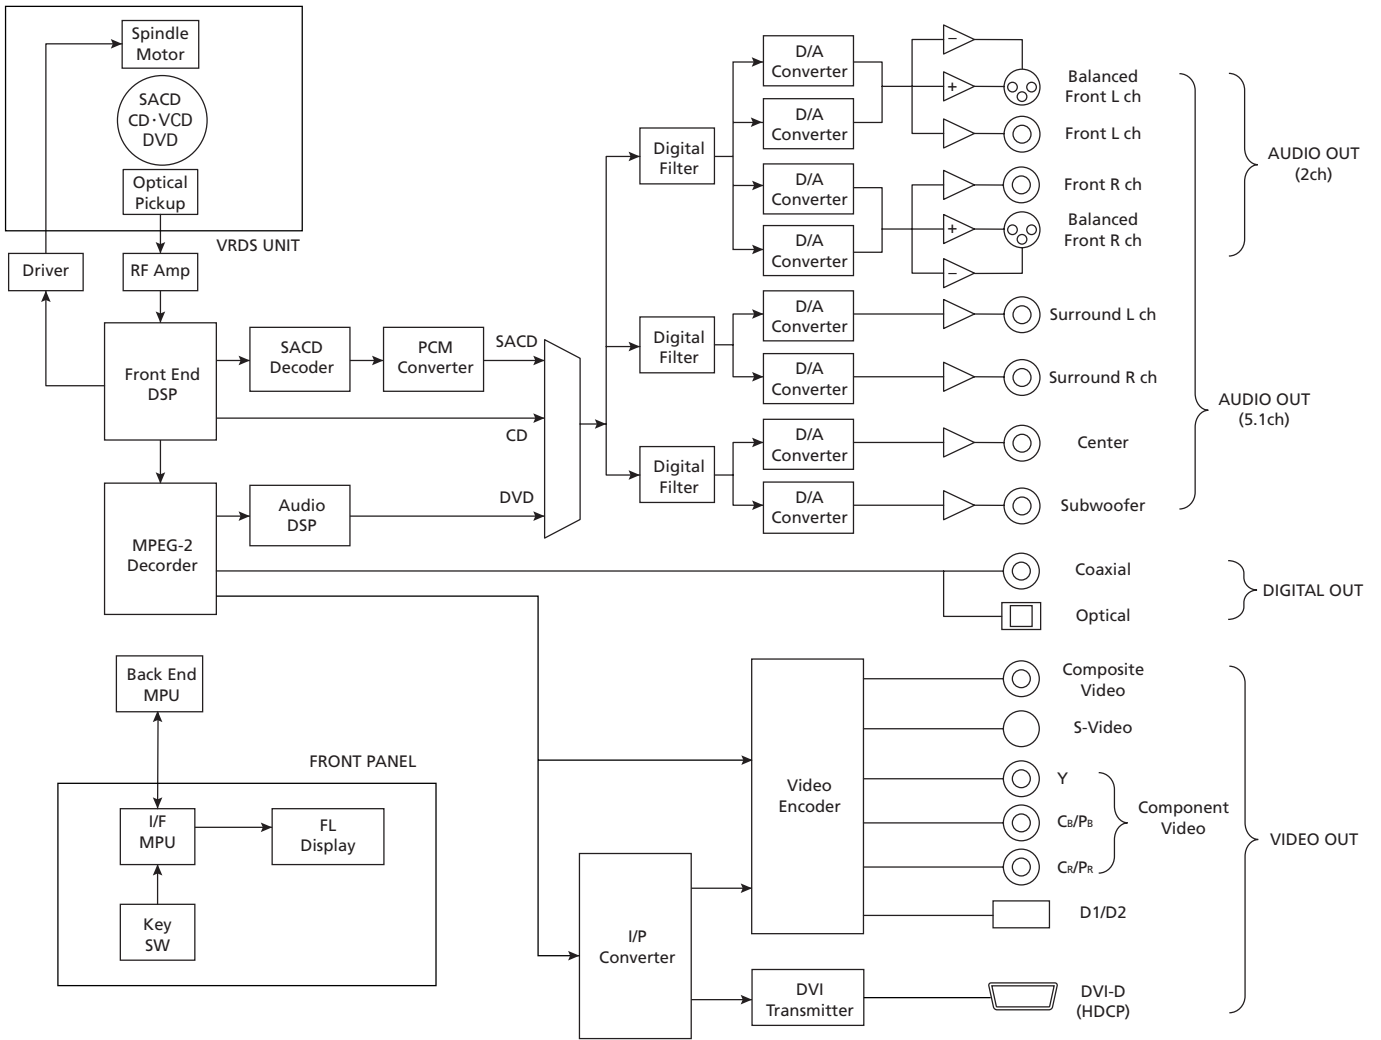 Spindle
Motor
SACD
CD·VCD
DVD
Optical
Pickup
VRDS UNIT
Driver
RF Amp
Front End
DSP
SACD
Decoder
PCM
Converter
SACD
CD
DVD
MPEG-2
Decorder
Audio
DSP
Digital
Filter
Digital
Filter
Digital
Filter
D/A
Converter
D/A
Converter
D/A
Converter
D/A
Converter
D/A
Converter
D/A
Converter
D/A
Converter
D/A
Converter
−
+
+
−
Balanced
Front L ch
Front L ch
Front R ch
Balanced
Front R ch
Surround L ch
Surround R ch
Center
Subwoofer
AUDIO OUT
(2ch)
AUDIO OUT
(5.1ch)
Coaxial
Optical
DIGITAL OUT
Back End
MPU
FRONT PANEL
I/F
MPU
FL
Display
Key
SW
I/P
Converter
Video
Encoder
DVI
Transmitter
Composite
Video
S-Video
Y
CB/PB
CR/PR
Component
Video
D1/D2
DVI-D
(HDCP)
VIDEO OUT